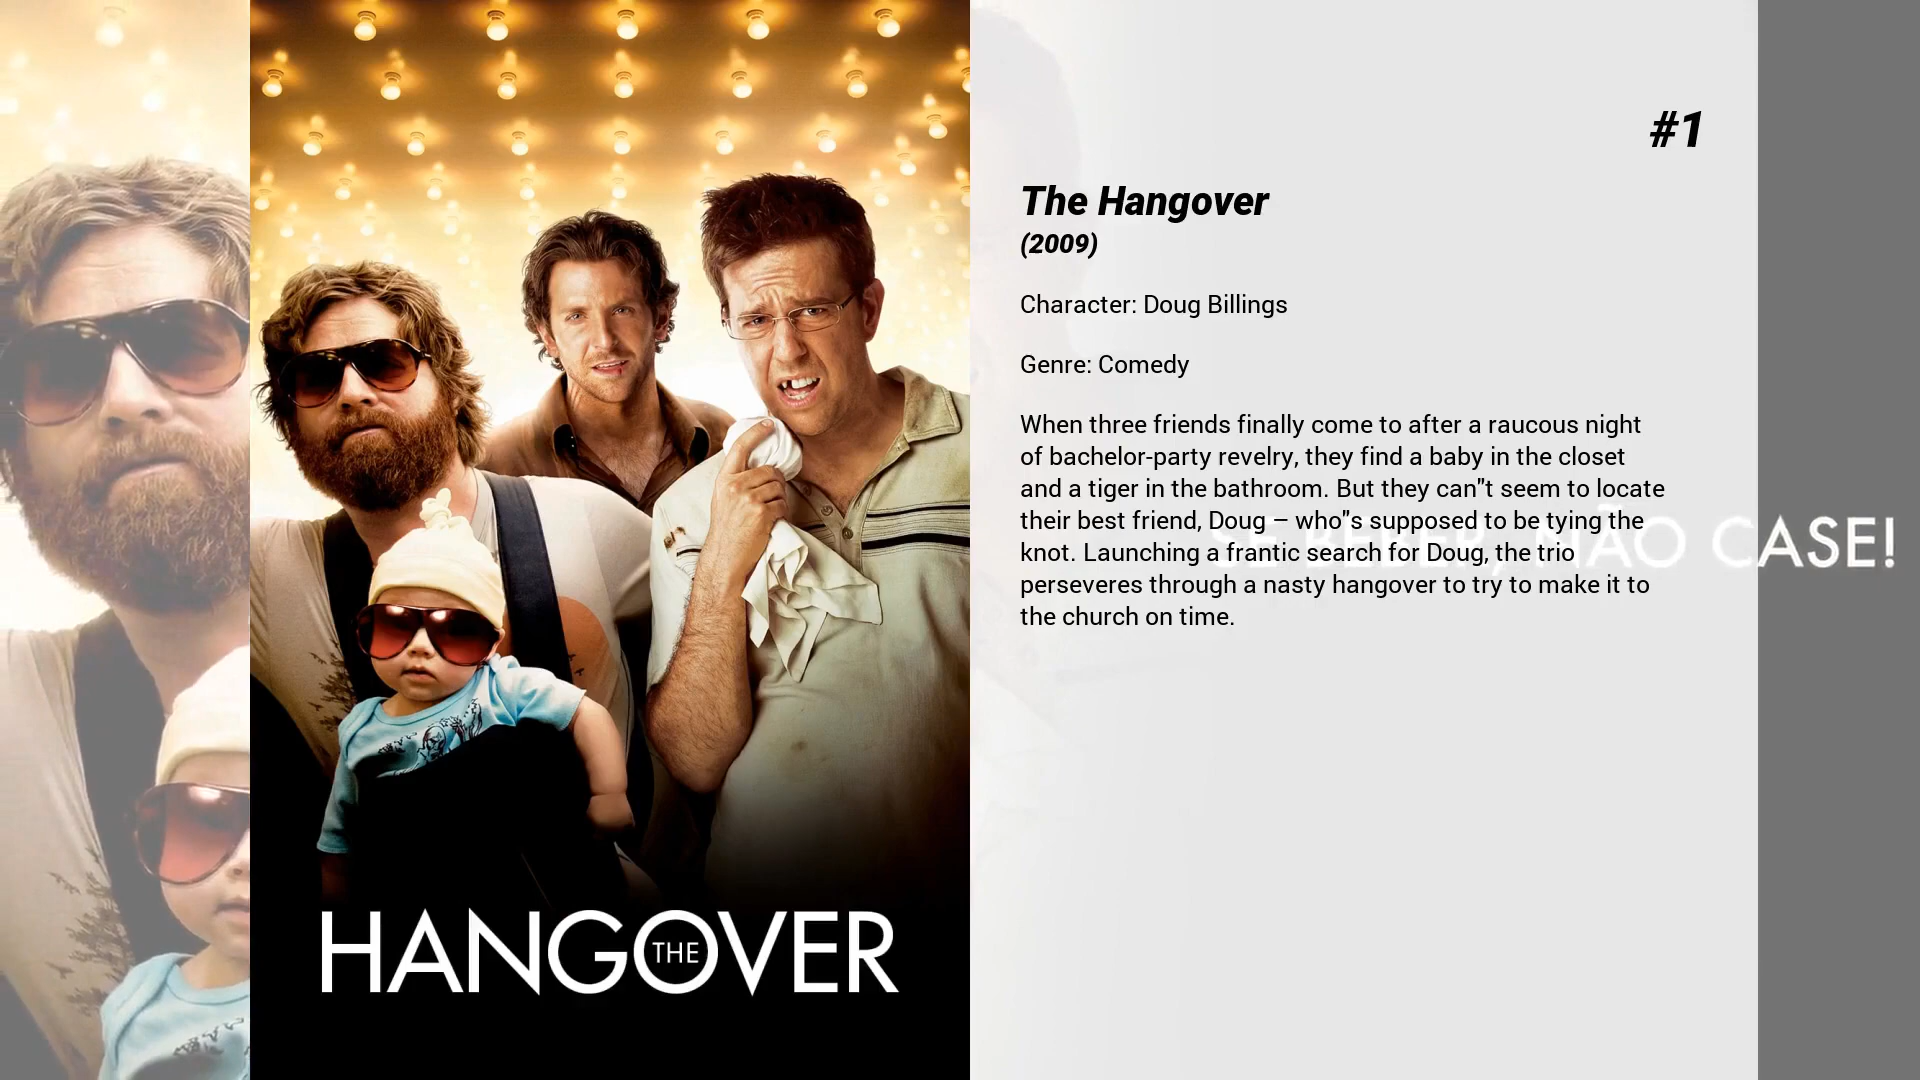 #1
The Hangover
(2009)
Character: Doug Billings
Genre: Comedy
When three friends finally come to after a raucous night
of bachelor-party revelry, they find a baby in the closet
and a tiger in the bathroom. But they can"t seem to locate
their best friend, Doug – who"s supposed to be tying the
knot. Launching a frantic search for Doug, the trio
perseveres through a nasty hangover to try to make it to
the church on time.
SE BEBER, NÃO CASE!
THE
HANGOVER